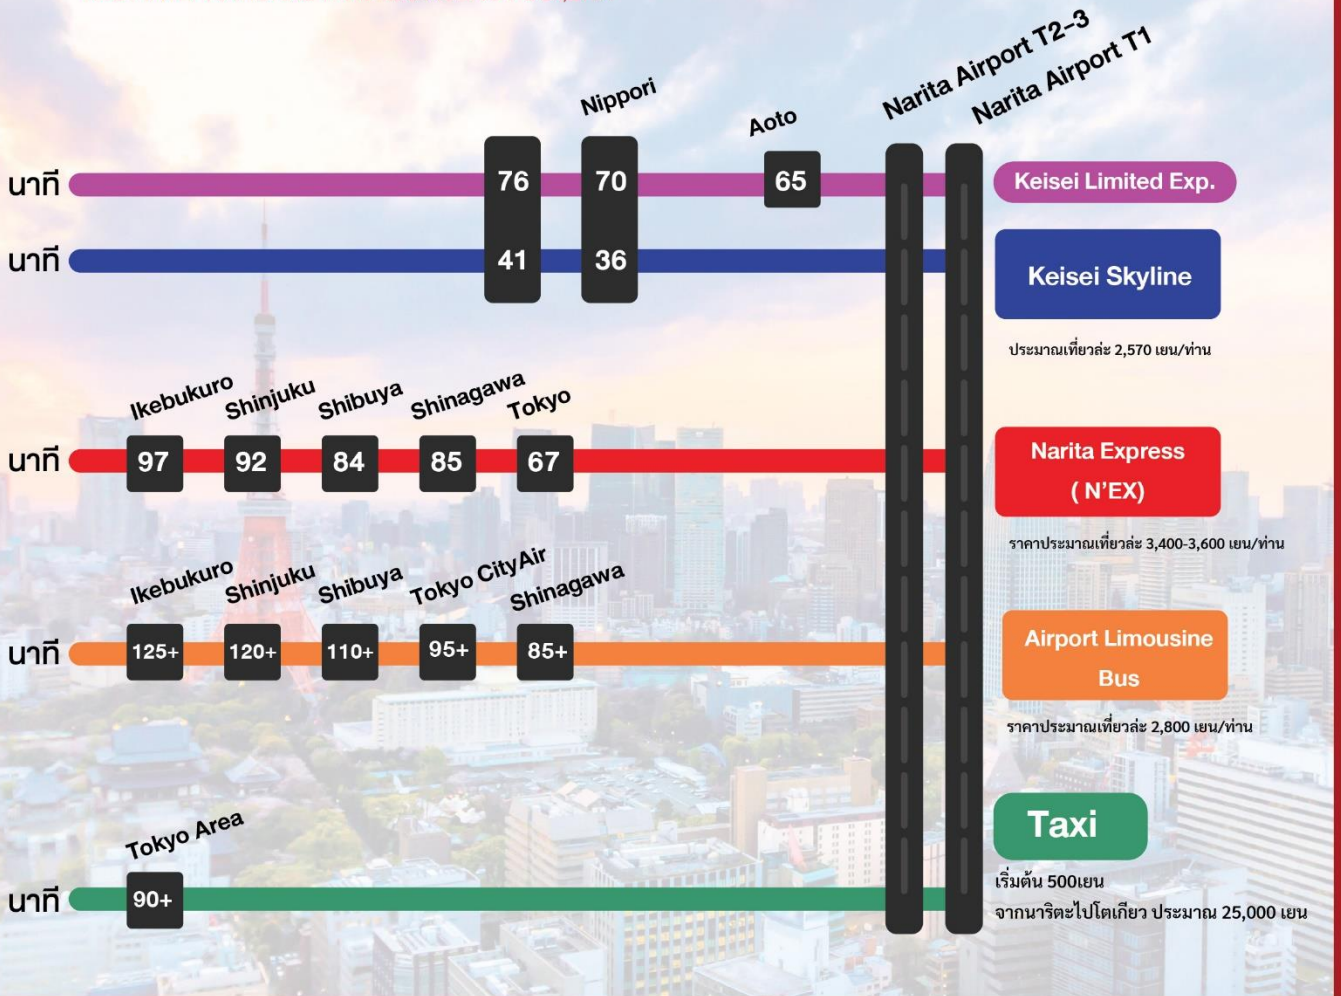 Nippori
Aoto
Narita Airport T2-3
Narita Airport T1
นาที
76
70
65
Keisei Limited Exp.
นาที
41
36
Keisei Skyline
ประมาณเที่ยวล่ะ 2,570 เยน/ท่าน
Ikebukuro
Shinjuku
Shibuya
Shinagawa
Tokyo
นาที
97
92
84
85
67
Narita Express
( N'EX)
ราคาประมาณเที่ยวล่ะ 3,400-3,600 เยน/ท่าน
Ikebukuro
Shinjuku
Shibuya
Tokyo CityAir
Shinagawa
นาที
125+
120+
110+
95+
85+
Airport Limousine
Bus
ราคาประมาณเที่ยวล่ะ 2,800 เยน/ท่าน
Tokyo Area
นาที
90+
Taxi
เริ่มต้น 500เยน
จากนาริตะไปโตเกียว ประมาณ 25,000 เยน